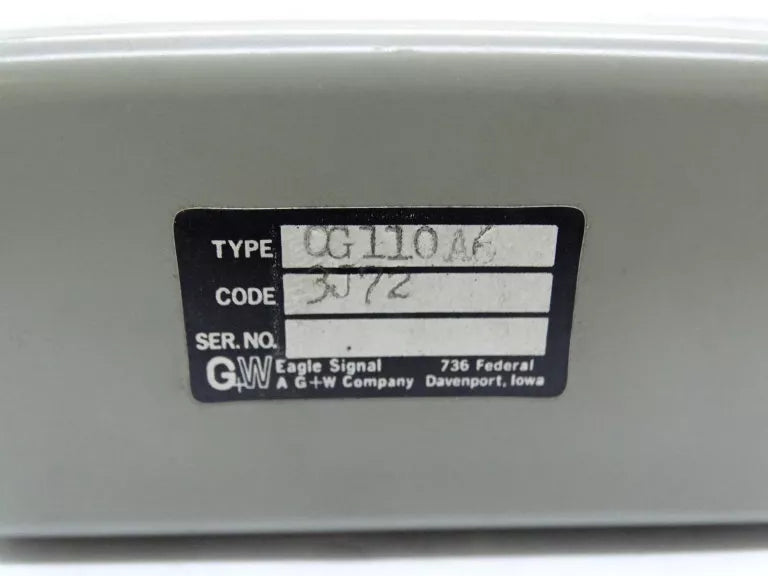 TYPE CG110A6
CODE 3J72
SER. NO.
G+W Eagle Signal 736 Federal
A G+W Company Davenport, Iowa